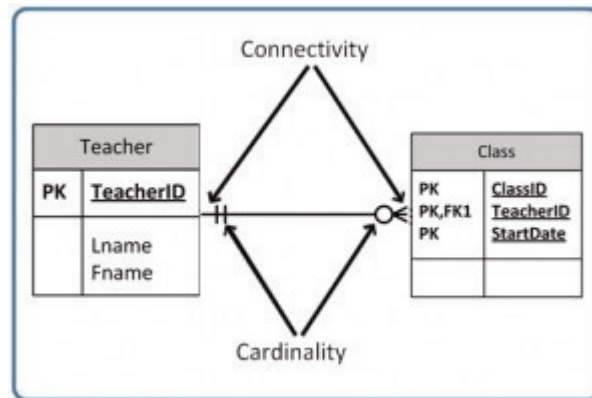 Connectivity
Teacher
PK TeacherID
Lname
Fname
Class
PK ClassID
PK,FK1 TeacherID
PK StartDate
Cardinality